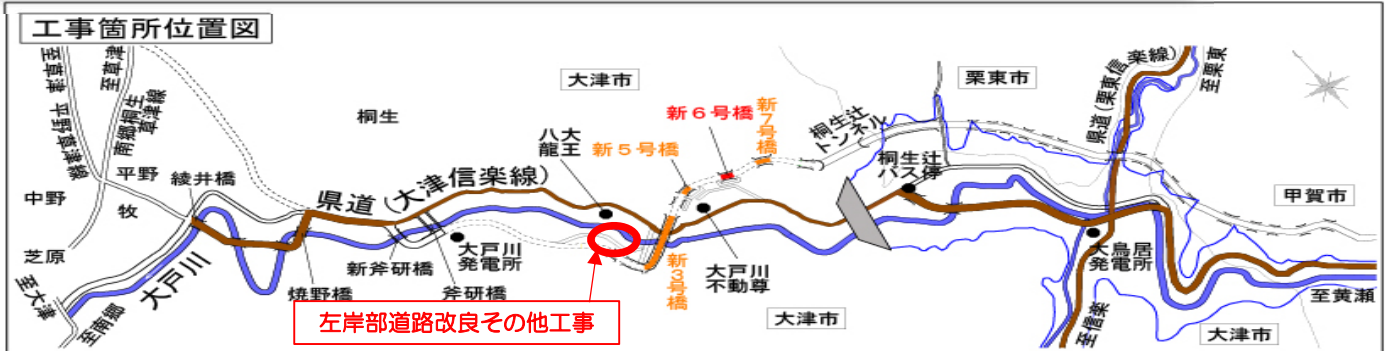 工事箇所位置図
至草津 平野草津線
至草津
南郷桐生
草津線
桐生
大津市
栗東市
県道(栗東信楽線)
至栗東
甲賀市
中野
平野
牧
芝原
綾井橋
県道(大津信楽線)
八大
龍王
新5号橋
新6号橋
新7号橋
桐生辻
トンネル
桐生辻
バス停
大戸川
至大津
至南郷
焼野橋
新斧研橋
斧研橋
大戸川
発電所
新3号橋
大戸川
不動尊
大津市
大鳥居
発電所
至信楽
大津市
至黄瀬
左岸部道路改良その他工事